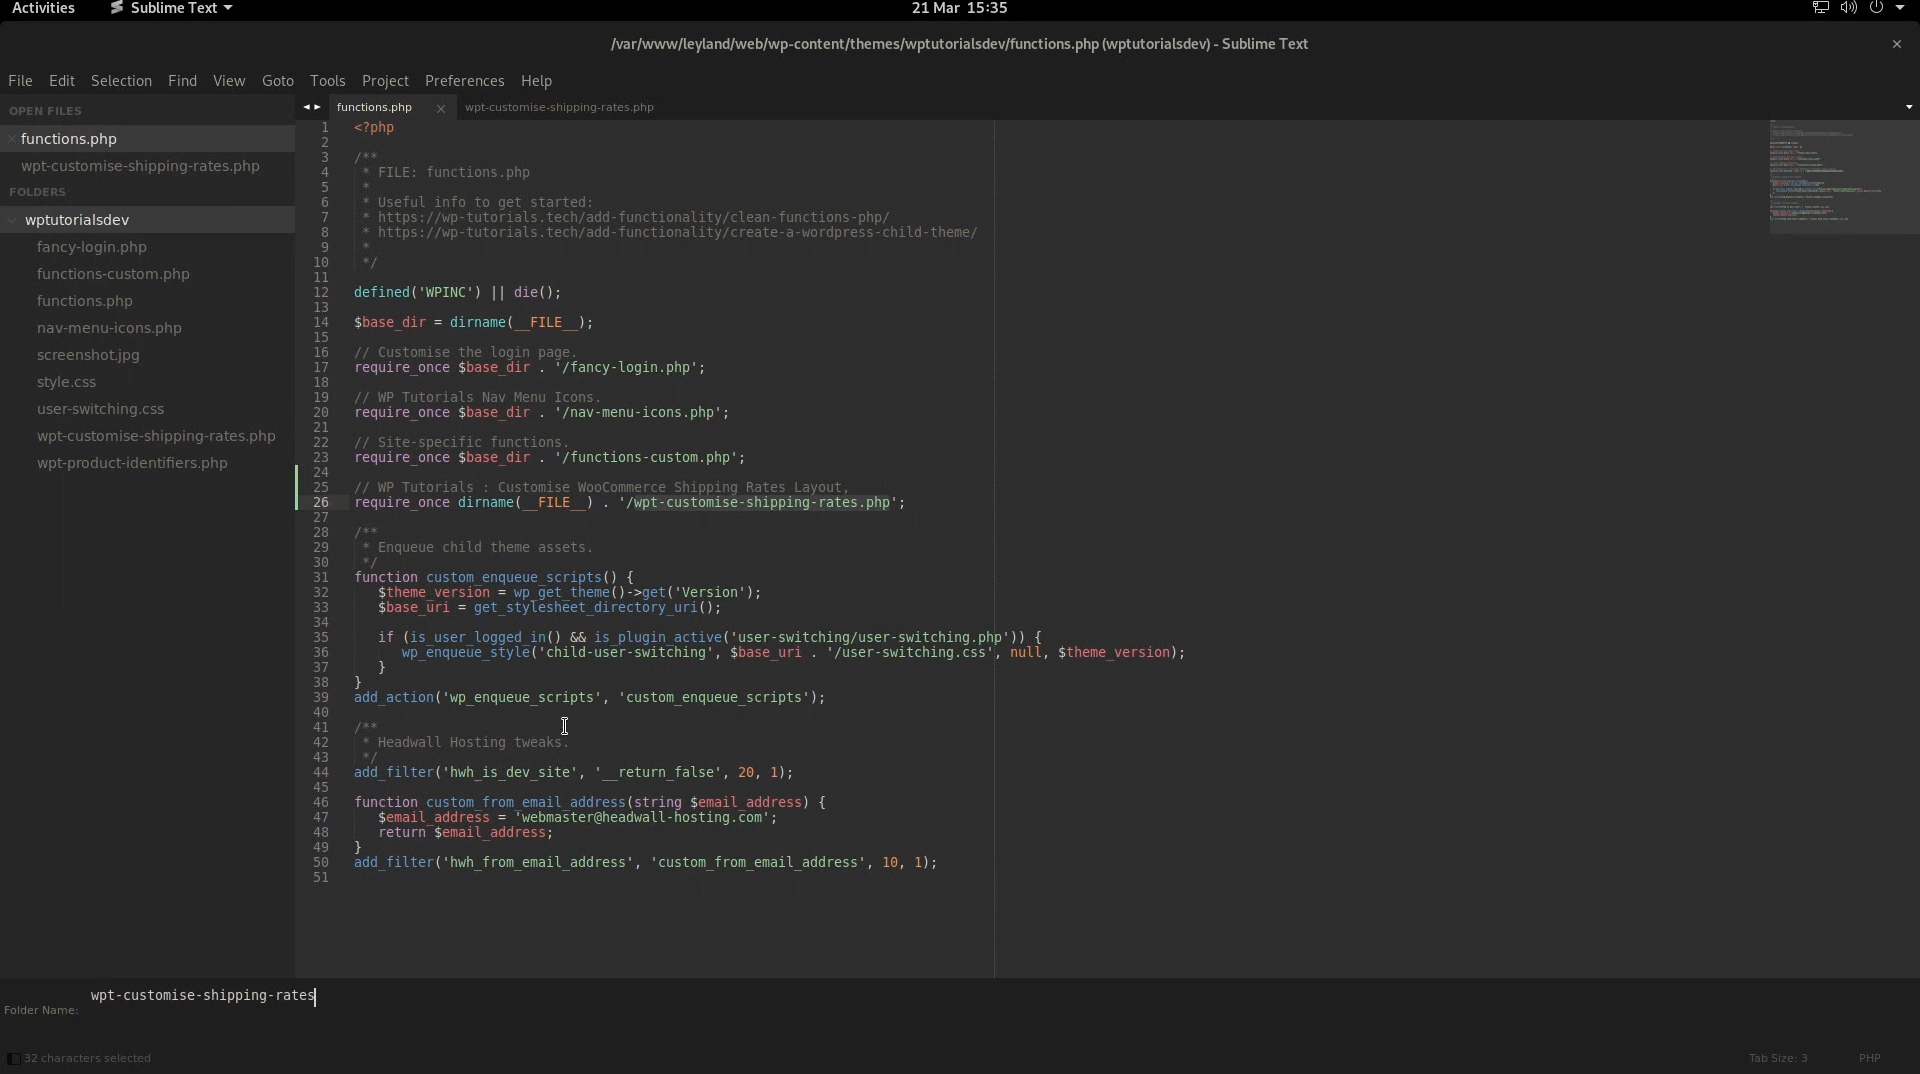 Activities
Sublime Text
21 Mar 15:35
/var/www/leyland/web/wp-content/themes/wptutorialsdev/functions.php (wptutorialsdev) - Sublime Text
File Edit Selection Find View Goto Tools Project Preferences Help
OPEN FILES
functions.php
wpt-customise-shipping-rates.php
FOLDERS
wptutorialsdev
fancy-login.php
functions-custom.php
functions.php
nav-menu-icons.php
screenshot.jpg
style.css
user-switching.css
wpt-customise-shipping-rates.php
wpt-product-identifiers.php
functions.php
wpt-customise-shipping-rates.php
1 <?php
2
3 /**
4 * FILE: functions.php
5 *
6 * Useful info to get started:
7 * https://wp-tutorials.tech/add-functionality/clean-functions-php/
8 * https://wp-tutorials.tech/add-functionality/create-a-wordpress-child-theme/
9 *
10 */
11
12 defined('WPINC') || die();
13
14 $base_dir = dirname(__FILE__);
15
16 // Customise the login page.
17 require_once $base_dir . '/fancy-login.php';
18
19 // WP Tutorials Nav Menu Icons.
20 require_once $base_dir . '/nav-menu-icons.php';
21
22 // Site-specific functions.
23 require_once $base_dir . '/functions-custom.php';
24
25 // WP Tutorials : Customise WooCommerce Shipping Rates Layout,
26 require_once dirname(__FILE__) . '/wpt-customise-shipping-rates.php';
27
28 /**
29 * Enqueue child theme assets.
30 */
31 function custom_enqueue_scripts() {
32 $theme_version = wp_get_theme()->get('Version');
33 $base_uri = get_stylesheet_directory_uri();
34
35 if (is_user_logged_in() && is_plugin_active('user-switching/user-switching.php')) {
36 wp_enqueue_style('child-user-switching', $base_uri . '/user-switching.css', null, $theme_version);
37 }
38 }
39 add_action('wp_enqueue_scripts', 'custom_enqueue_scripts');
40
41 /**
42 * Headwall Hosting tweaks.
43 */
44 add_filter('hwh_is_dev_site', '__return_false', 20, 1);
45
46 function custom_from_email_address(string $email_address) {
47 $email_address = 'webmaster@headwall-hosting.com';
48 return $email_address;
49 }
50 add_filter('hwh_from_email_address', 'custom_from_email_address', 10, 1);
51
Folder Name: wpt-customise-shipping-rates
32 characters selected
Tab Size: 3
PHP